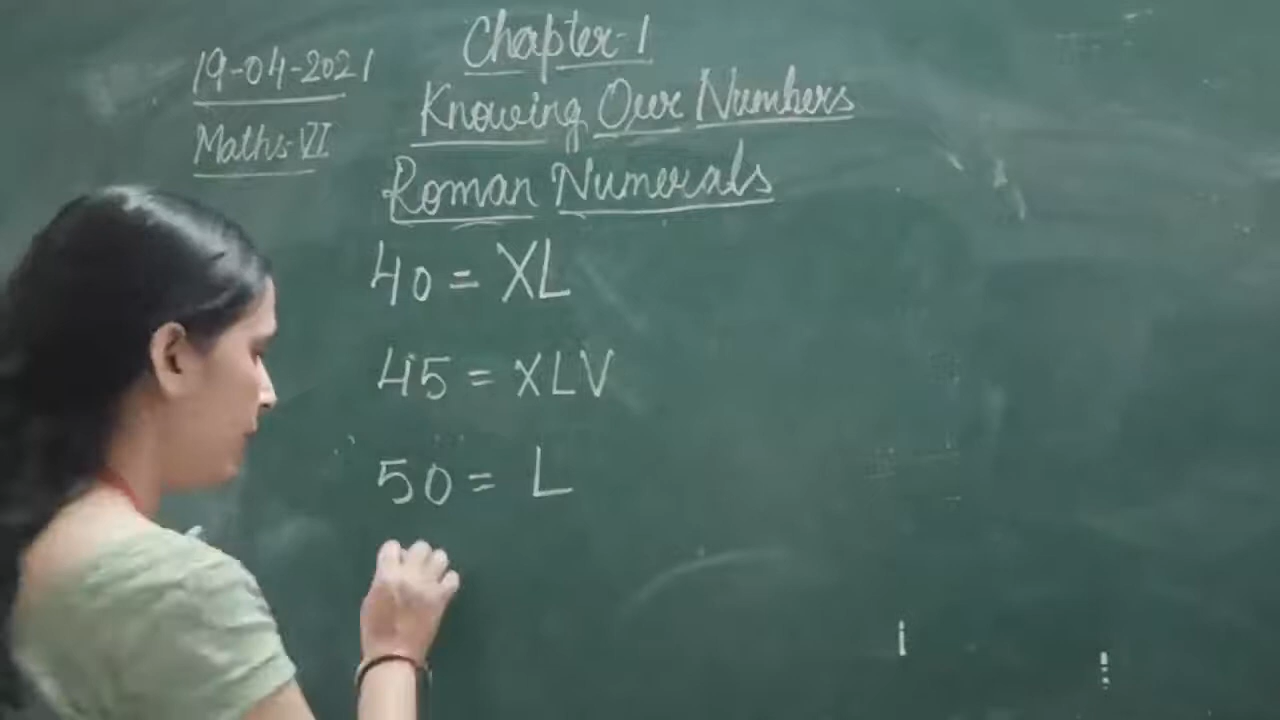 19-04-2021
Maths-VI
Chapter-1
Knowing Our Numbers
Roman Numerals
40 = XL
45 = XLV
50 = L